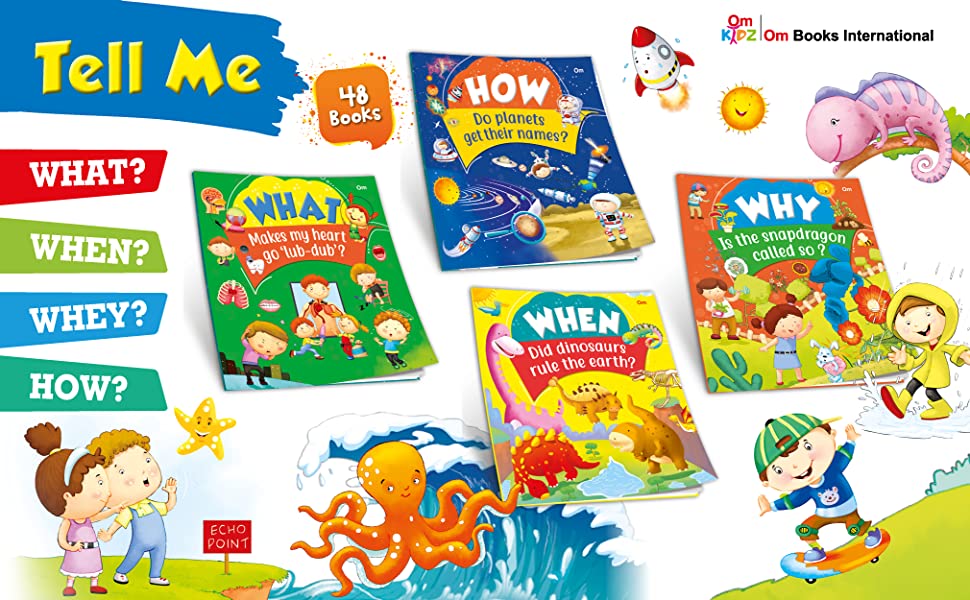 Tell Me
48
Books
Om
KiDZ
Om Books International
WHAT?
WHEN?
WHEY?
HOW?
Om
HOW
Do planets
get their names?
Om
WHAT
Makes my heart
go 'lub-dub'?
Om
WHY
Is the snapdragon
called so?
Om
WHEN
Did dinosaurs
rule the earth?
ECHO
POINT